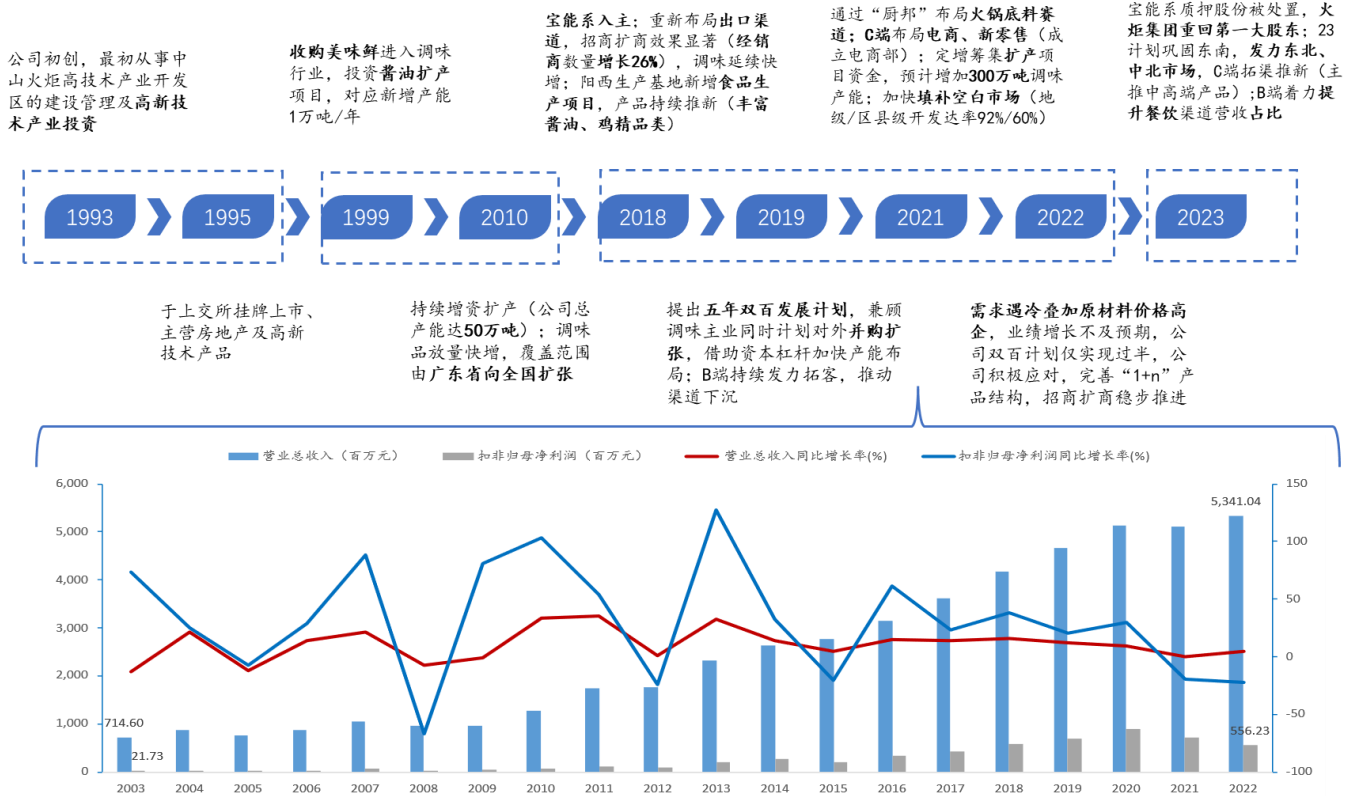 公司初创，最初从事中
山火炬高技术产业开发
区的建设管理及高新技
术产业投资
收购美味鲜进入调味
行业，投资酱油扩产
项目，对应新增产能
1万吨/年
宝能系入主；重新布局出口渠
道，招商扩商效果显著（经销
商数量增长26%），调味延续快
增；阳西生产基地新增食品生
产项目，产品持续推新（丰富
酱油、鸡精品类）
通过“厨邦”布局火锅底料赛
道；C端布局电商、新零售（成
立电商部）；定增筹集扩产项
目资金，预计增加300万吨调味
产能；加快填补空白市场（地
级/区县级开发达率92%/60%）
宝能系质押股份被处置，火
炬集团重回第一大股东；23
计划巩固东南，发力东北、
中北市场，C端拓渠推新（主
推中高端产品）;B端着力提
升餐饮渠道营收占比
1993
1995
1999
2010
2018
2019
2021
2022
2023
于上交所挂牌上市、
主营房地产及高新
技术产品
持续增资扩产（公司总
产能达50万吨）；调味
品放量快增，覆盖范围
由广东省向全国扩张
提出五年双百发展计划，兼顾
调味主业同时计划对外并购扩
张，借助资本杠杆加快产能布
局；B端持续发力拓客，推动
渠道下沉
需求遇冷叠加原材料价格高
企，业绩增长不及预期，公
司双百计划仅实现过半，公
司积极应对，完善“1+n”产
品结构，招商扩商稳步推进
营业总收入（百万元）
扣非归母净利润（百万元）
营业总收入同比增长率(%)
扣非归母净利润同比增长率(%)
6,000
5,000
4,000
3,000
2,000
1,000
0
150
100
50
0
-50
-100
714.60
21.73
5,341.04
556.23
2003
2004
2005
2006
2007
2008
2009
2010
2011
2012
2013
2014
2015
2016
2017
2018
2019
2020
2021
2022